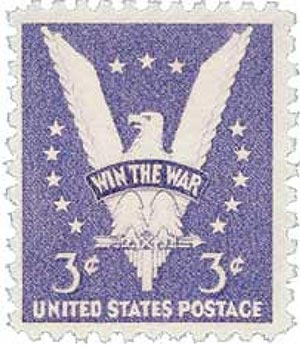 WIN THE WAR
3¢ 3¢
UNITED STATES POSTAGE